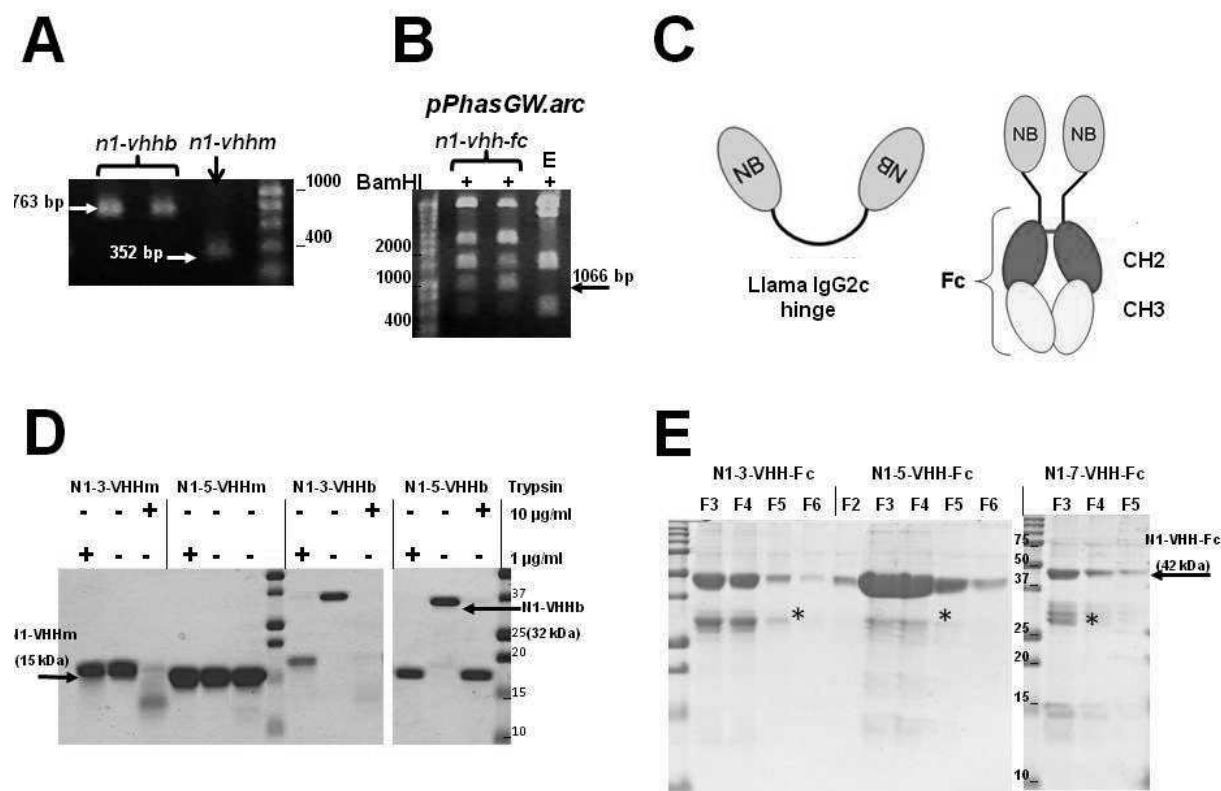 A
n1-vhhb n1-vhhm
763 bp
352 bp
1000
400
B
pPhasGW.arc
n1-vhh-fc E
BamHI + + +
2000
1000
400
1066 bp
C
NB NB
Llama IgG2c
hinge
NB NB
Fc
CH2
CH3
D
N1-3-VHHm N1-5-VHHm N1-3-VHHb N1-5-VHHb Trypsin
- - + - - - - - + - - + 10 µg/ml
+ - - + - - + - - + - - 1 µg/ml
N1-VHHm
(15 kDa)
37
N1-VHHb
25 (32 kDa)
20
15
10
E
N1-3-VHH-Fc N1-5-VHH-Fc N1-7-VHH-Fc
F3 F4 F5 F6 F2 F3 F4 F5 F6 F3 F4 F5
* * *
75
50
37
25
20
15
10
N1-VHH-Fc
(42 kDa)